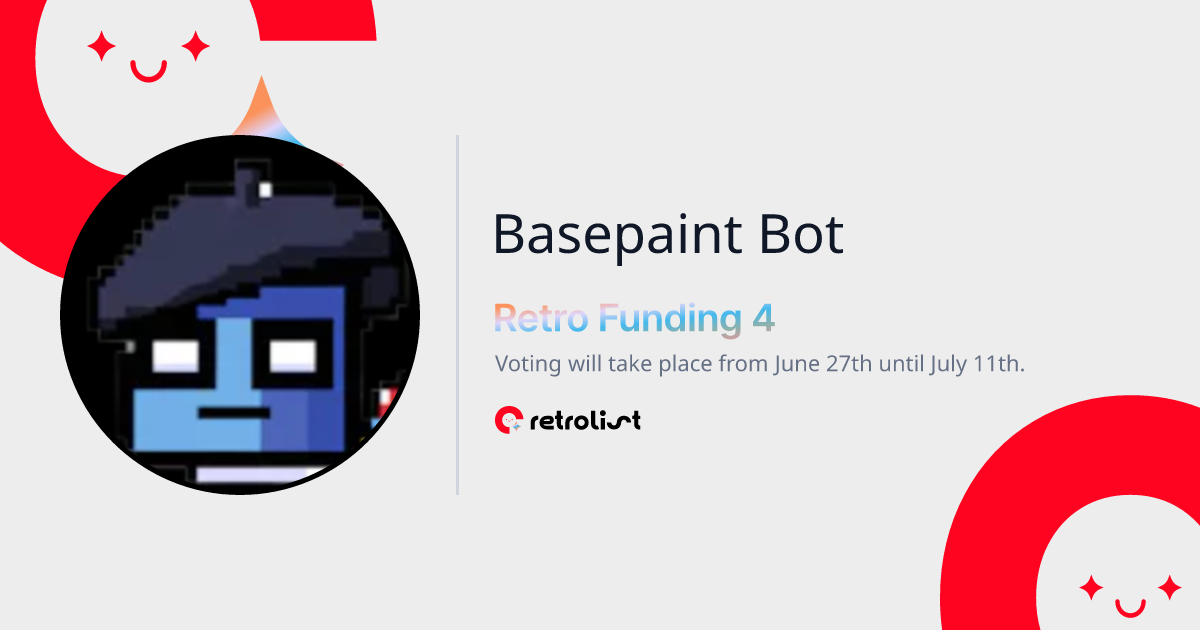 Basepaint Bot
Retro Funding 4
Voting will take place from June 27th until July 11th.
retrolist